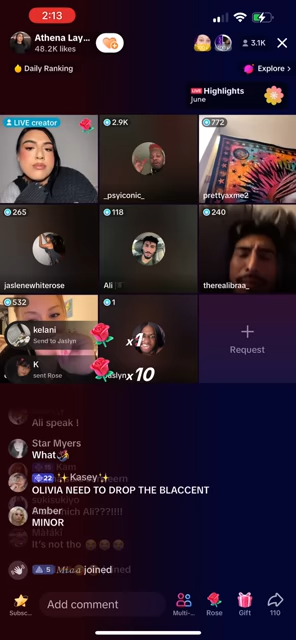 2:13
Athena Lay...
48.2K likes
3.1K
Daily Ranking
Explore >
LIVE Highlights
June
LIVE creator
2.9K
772
_psyiconic_
prettyaxme2
265
118
240
jaslenewhiterose
Ali
therealibraa_
532
1
kelani
Send to Jaslyn
x1
K
sent Rose
x10
Request
Ali speak !
Star Myers
What
22 Kasey
OLIVIA NEED TO DROP THE BLACCENT
Amber
MINOR
It's not tho
5 Mia joined
Subsc...
Add comment
Multi-...
Rose
Gift
110